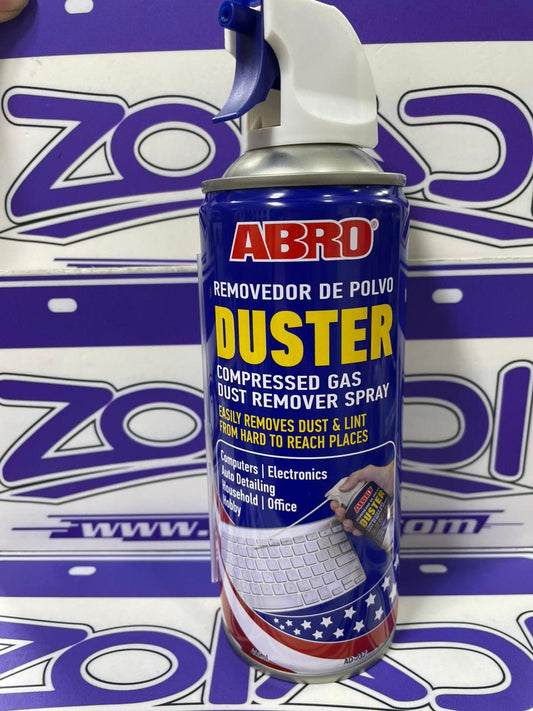 ABRO®
REMOVEDOR DE POLVO
DUSTER
COMPRESSED GAS
DUST REMOVER SPRAY
EASILY REMOVES DUST & LINT
FROM HARD TO REACH PLACES
Computers | Electronics
Auto Detailing
Household | Office
Hobby
ABRO
DUSTER
www.
.com